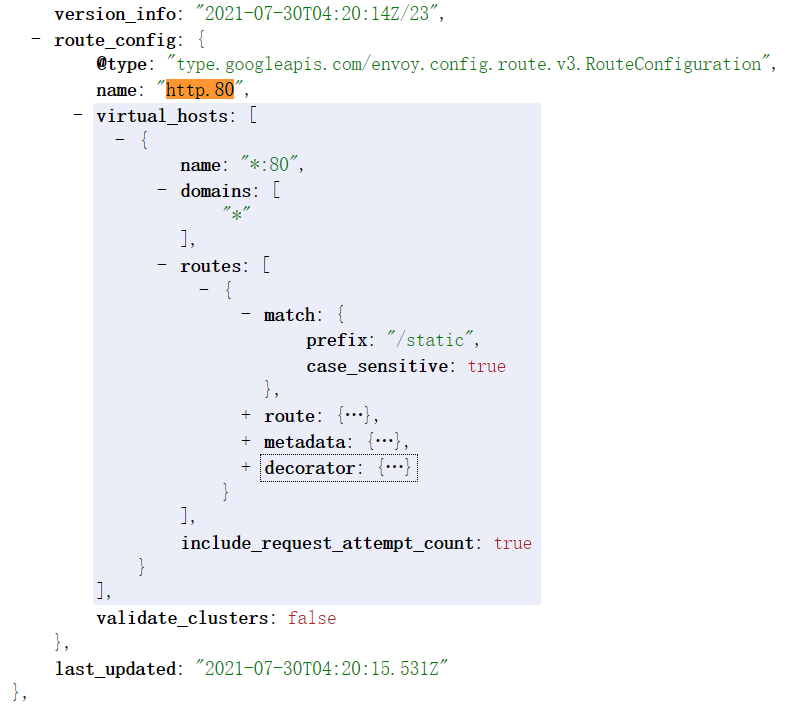 version_info: "2021-07-30T04:20:14Z/23",
- route_config: {
@type: "type.googleapis.com/envoy.config.route.v3.RouteConfiguration",
name: "http.80",
- virtual_hosts: [
- {
name: "*:80",
- domains: [
"*"
],
- routes: [
- {
- match: {
prefix: "/static",
case_sensitive: true
},
+ route: {…},
+ metadata: {…},
+ decorator: {…}
}
],
include_request_attempt_count: true
}
],
validate_clusters: false
},
last_updated: "2021-07-30T04:20:15.531Z"
},